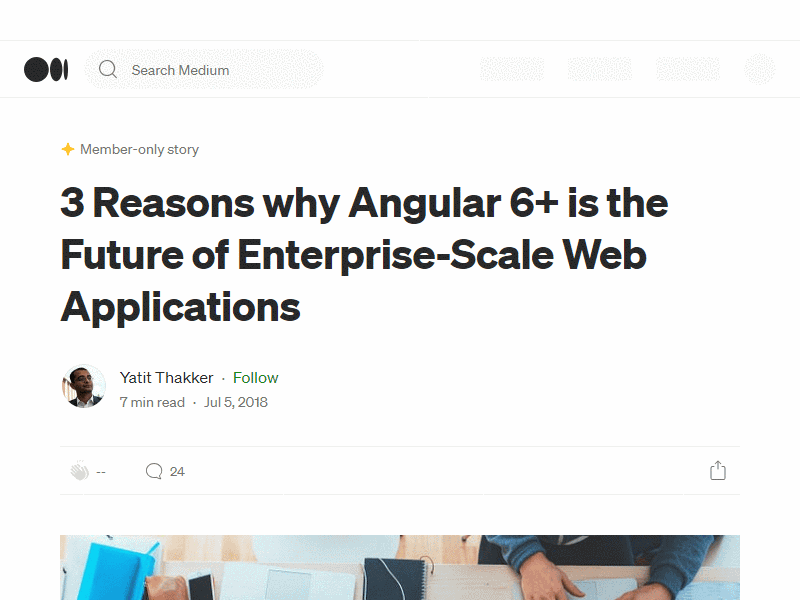 Search Medium
Member-only story
3 Reasons why Angular 6+ is the
Future of Enterprise-Scale Web
Applications
Yatit Thakker · Follow
7 min read · Jul 5, 2018
-- 24